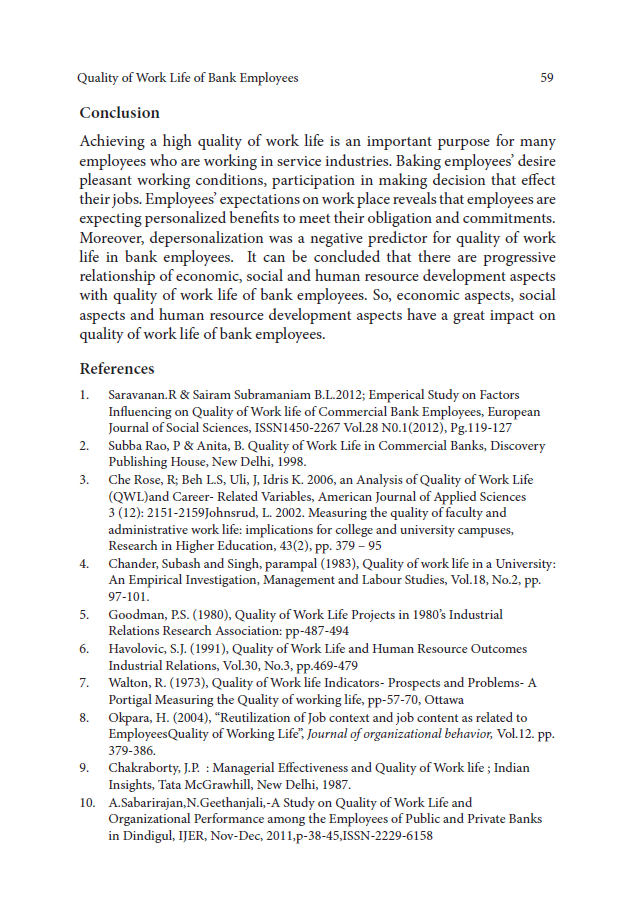 Quality of Work Life of Bank Employees 59
Conclusion
Achieving a high quality of work life is an important purpose for many
employees who are working in service industries. Baking employees’ desire
pleasant working conditions, participation in making decision that effect
their jobs. Employees’ expectations on work place reveals that employees are
expecting personalized benefits to meet their obligation and commitments.
Moreover, depersonalization was a negative predictor for quality of work
life in bank employees. It can be concluded that there are progressive
relationship of economic, social and human resource development aspects
with quality of work life of bank employees. So, economic aspects, social
aspects and human resource development aspects have a great impact on
quality of work life of bank employees.
References
1. Saravanan.R & Sairam Subramaniam B.L.2012; Emperical Study on Factors
Influencing on Quality of Work life of Commercial Bank Employees, European
Journal of Social Sciences, ISSN1450-2267 Vol.28 N0.1(2012), Pg.119-127
2. Subba Rao, P & Anita, B. Quality of Work Life in Commercial Banks, Discovery
Publishing House, New Delhi, 1998.
3. Che Rose, R; Beh L.S, Uli, J, Idris K. 2006, an Analysis of Quality of Work Life
(QWL)and Career- Related Variables, American Journal of Applied Sciences
3 (12): 2151-2159Johnsrud, L. 2002. Measuring the quality of faculty and
administrative work life: implications for college and university campuses,
Research in Higher Education, 43(2), pp. 379 – 95
4. Chander, Subash and Singh, parampal (1983), Quality of work life in a University:
An Empirical Investigation, Management and Labour Studies, Vol.18, No.2, pp.
97-101.
5. Goodman, P.S. (1980), Quality of Work Life Projects in 1980’s Industrial
Relations Research Association: pp-487-494
6. Havolovic, S.J. (1991), Quality of Work Life and Human Resource Outcomes
Industrial Relations, Vol.30, No.3, pp.469-479
7. Walton, R. (1973), Quality of Work life Indicators- Prospects and Problems- A
Portigal Measuring the Quality of working life, pp-57-70, Ottawa
8. Okpara, H. (2004), “Reutilization of Job context and job content as related to
EmployeesQuality of Working Life”, Journal of organizational behavior, Vol.12. pp.
379-386.
9. Chakraborty, J.P. : Managerial Effectiveness and Quality of Work life ; Indian
Insights, Tata McGrawhill, New Delhi, 1987.
10. A.Sabarirajan,N.Geethanjali,-A Study on Quality of Work Life and
Organizational Performance among the Employees of Public and Private Banks
in Dindigul, IJER, Nov-Dec, 2011,p-38-45,ISSN-2229-6158